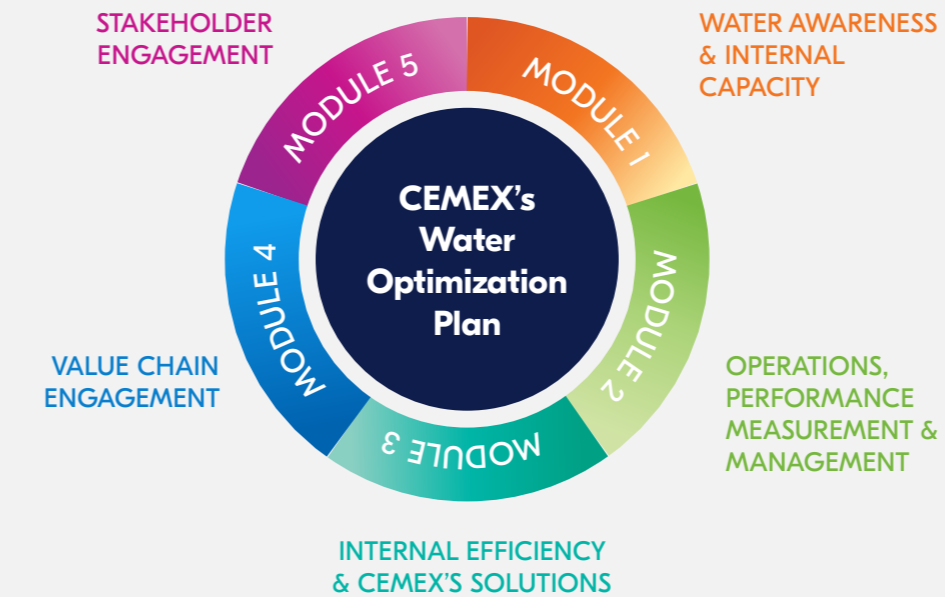 STAKEHOLDER
ENGAGEMENT
WATER AWARENESS
& INTERNAL
CAPACITY
MODULE 5
MODULE 1
CEMEX's
Water
Optimization
Plan
MODULE 4
MODULE 2
VALUE CHAIN
ENGAGEMENT
OPERATIONS,
PERFORMANCE
MEASUREMENT &
MANAGEMENT
MODULE 3
INTERNAL EFFICIENCY
& CEMEX'S SOLUTIONS